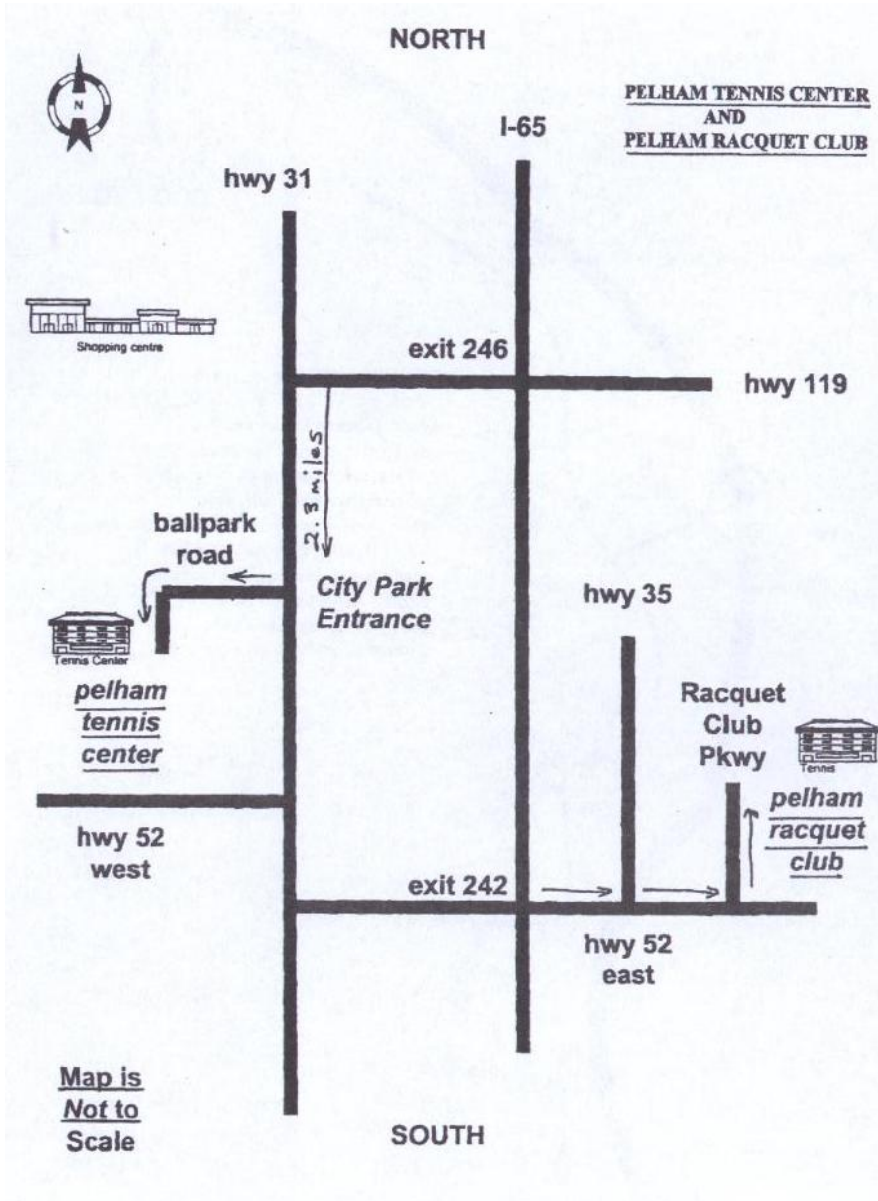 NORTH
N
PELHAM TENNIS CENTER
AND
PELHAM RACQUET CLUB
I-65
hwy 31
Shopping centre
exit 246
hwy 119
2.3 miles
ballpark
road
City Park
Entrance
hwy 35
Tennis Center
pelham
tennis
center
Racquet
Club
Pkwy
Tennis
pelham
racquet
club
hwy 52
west
exit 242
hwy 52
east
Map is
Not to
Scale
SOUTH